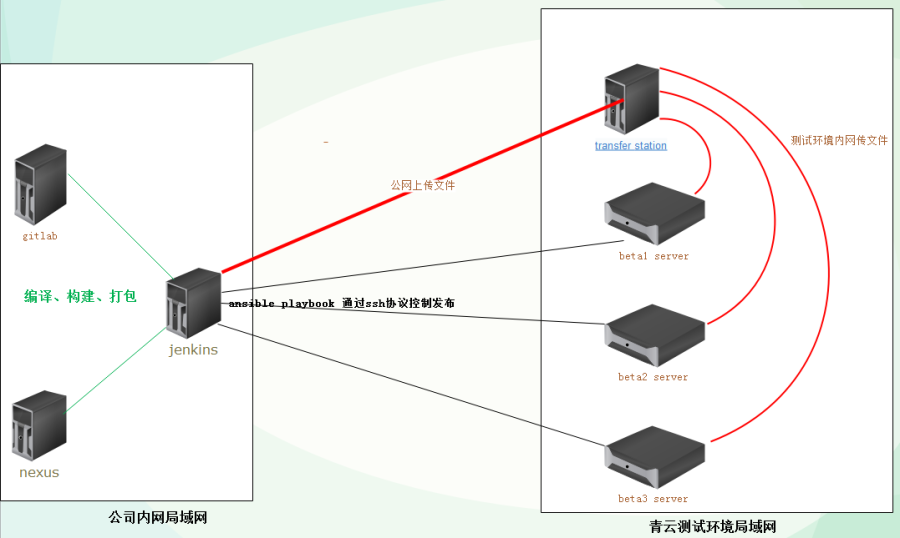 transfer station
测试环境内网传文件
公网上传文件
gitlab
beta1 server
编译、构建、打包
ansible playbook 通过ssh协议控制发布
jenkins
beta2 server
nexus
beta3 server
公司内网局域网
青云测试环境局域网